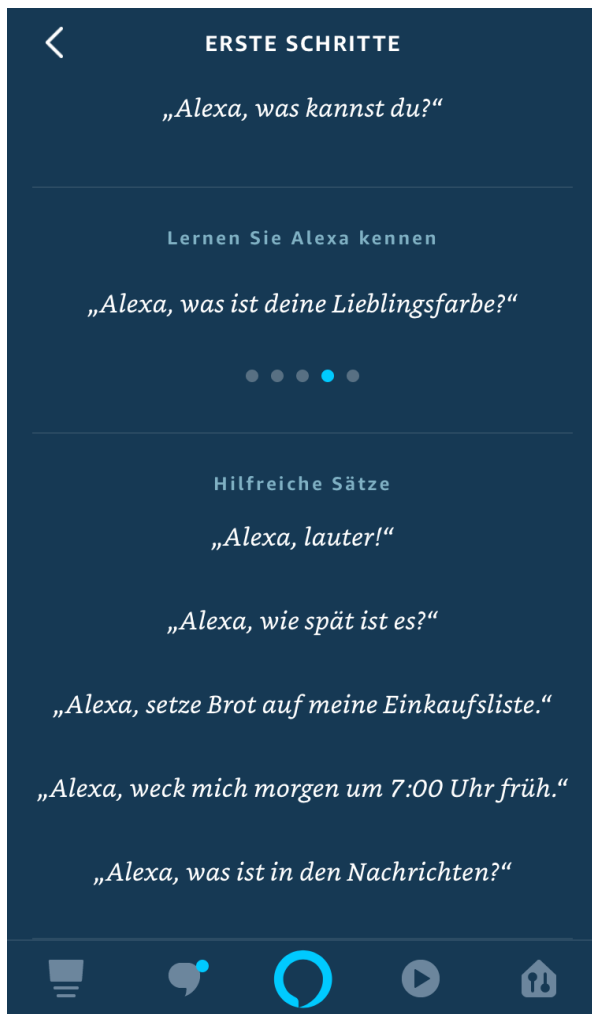 ERSTE SCHRITTE
„Alexa, was kannst du?“
Lernen Sie Alexa kennen
„Alexa, was ist deine Lieblingsfarbe?“
Hilfreiche Sätze
„Alexa, lauter!“
„Alexa, wie spät ist es?“
„Alexa, setze Brot auf meine Einkaufsliste.“
„Alexa, weck mich morgen um 7:00 Uhr früh.“
„Alexa, was ist in den Nachrichten?“